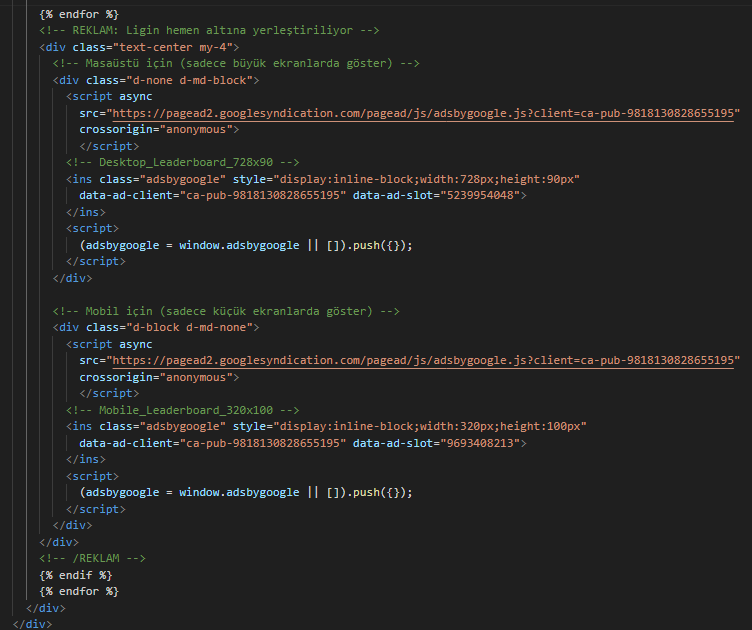 {% endfor %}
<!-- REKLAM: Ligin hemen altına yerleştiriliyor -->
<div class="text-center my-4">
<!-- Masaüstü için (sadece büyük ekranlarda göster) -->
<div class="d-none d-md-block">
<script async
src="https://pagead2.googlesyndication.com/pagead/js/adsbygoogle.js?client=ca-pub-9818130828655195"
crossorigin="anonymous">
</script>
<!-- Desktop_Leaderboard_728x90 -->
<ins class="adsbygoogle" style="display:inline-block;width:728px;height:90px"
data-ad-client="ca-pub-9818130828655195" data-ad-slot="5239954048">
</ins>
<script>
(adsbygoogle = window.adsbygoogle || []).push({});
</script>
</div>
<!-- Mobil için (sadece küçük ekranlarda göster) -->
<div class="d-block d-md-none">
<script async
src="https://pagead2.googlesyndication.com/pagead/js/adsbygoogle.js?client=ca-pub-9818130828655195"
crossorigin="anonymous">
</script>
<!-- Mobile_Leaderboard_320x100 -->
<ins class="adsbygoogle" style="display:inline-block;width:320px;height:100px"
data-ad-client="ca-pub-9818130828655195" data-ad-slot="9693408213">
</ins>
<script>
(adsbygoogle = window.adsbygoogle || []).push({});
</script>
</div>
</div>
<!-- /REKLAM -->
{% endif %}
{% endfor %}
</div>
</div>